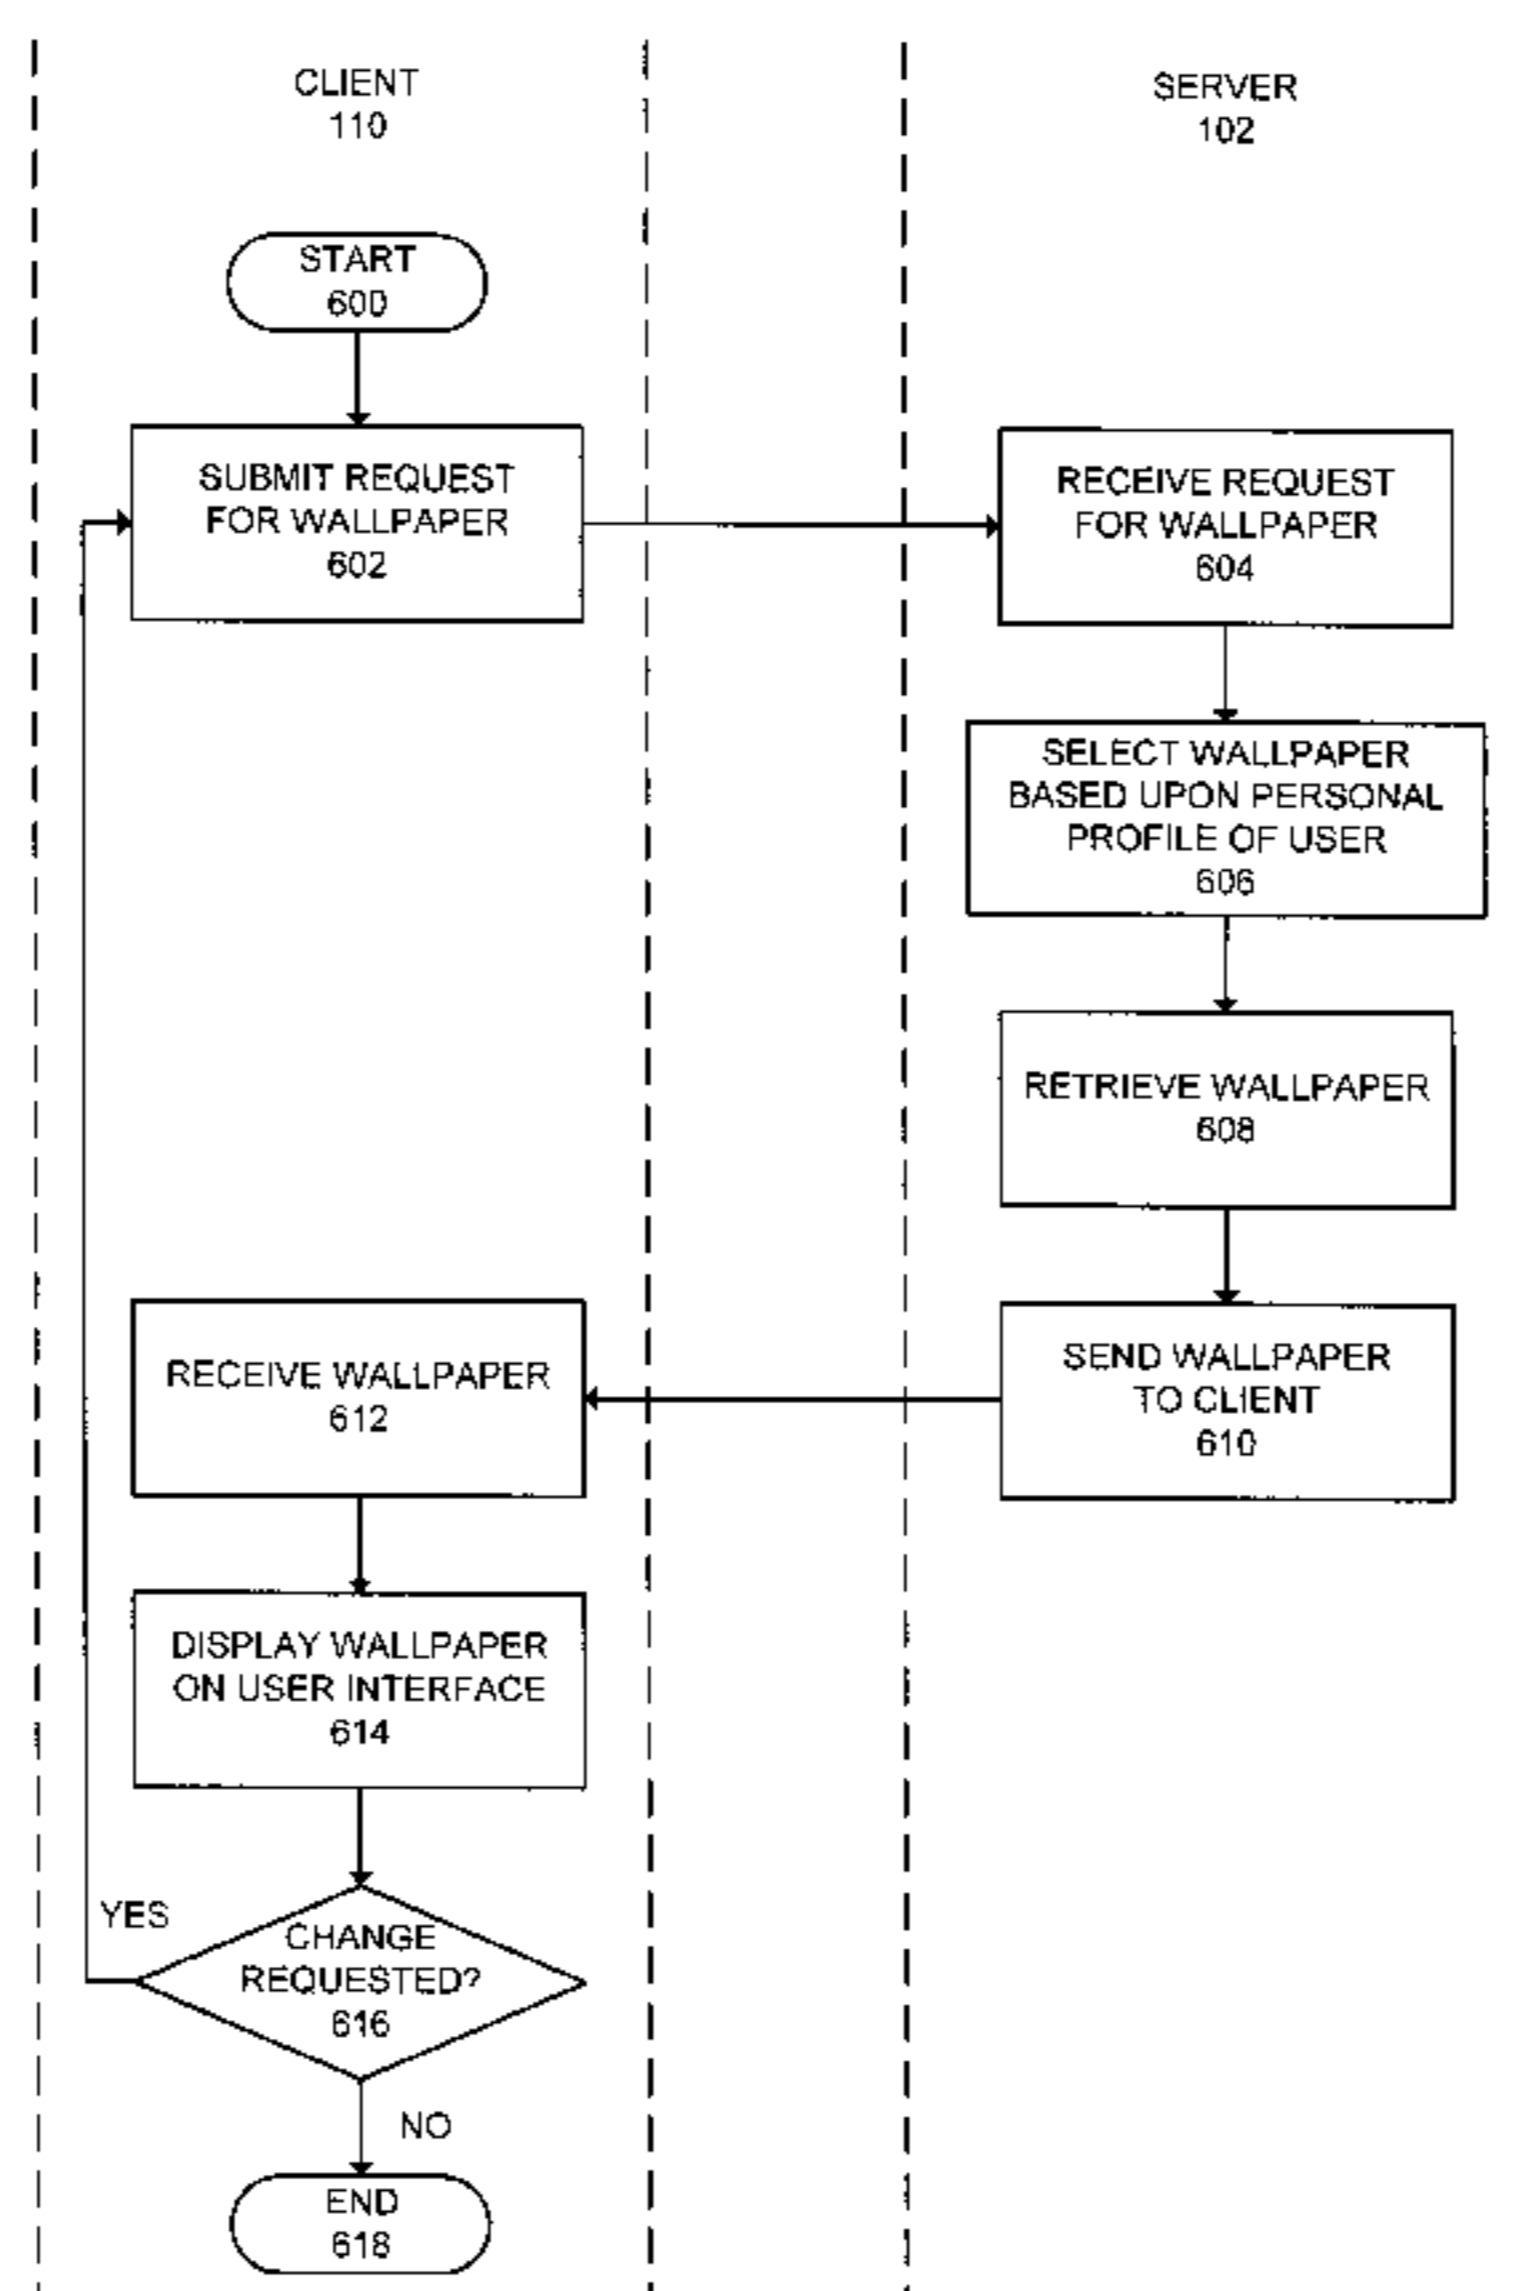 CLIENT
110
SERVER
102
START
600
SUBMIT REQUEST
FOR WALLPAPER
602
RECEIVE REQUEST
FOR WALLPAPER
604
SELECT WALLPAPER
BASED UPON PERSONAL
PROFILE OF USER
606
RETRIEVE WALLPAPER
608
SEND WALLPAPER
TO CLIENT
610
RECEIVE WALLPAPER
612
DISPLAY WALLPAPER
ON USER INTERFACE
614
YES
CHANGE
REQUESTED?
616
NO
END
618